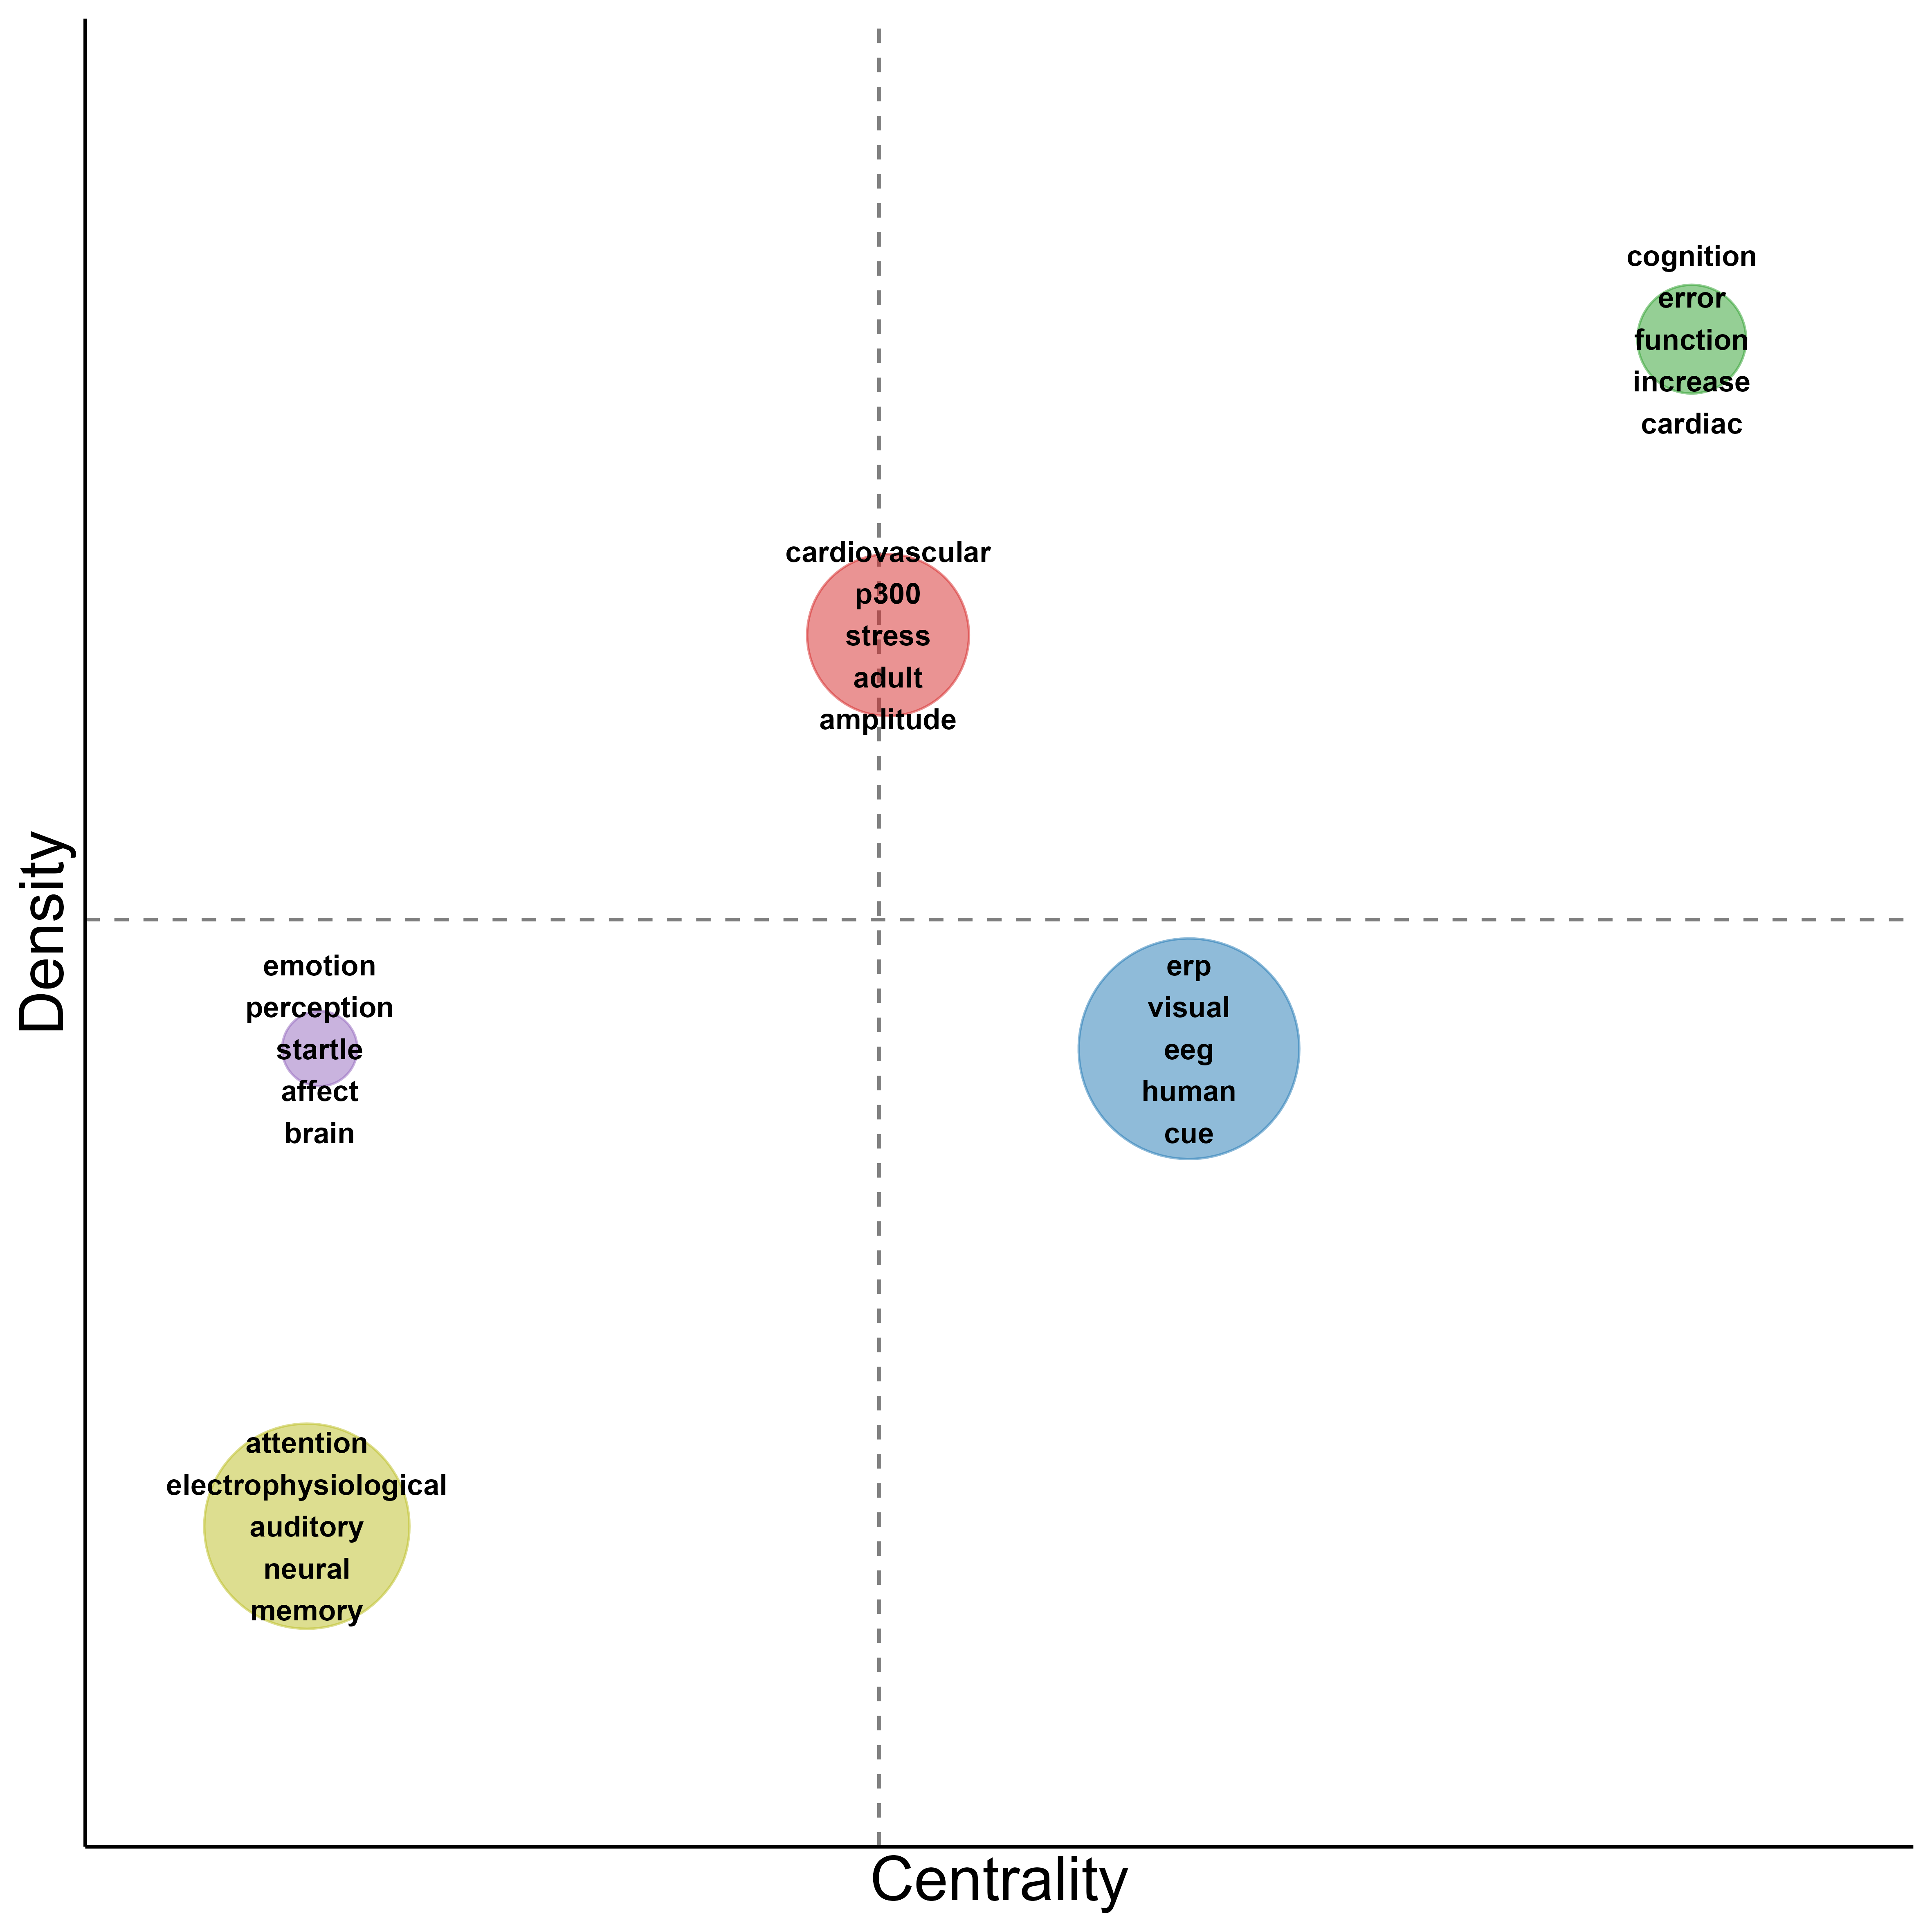 cognition
error
function
increase
cardiac
cardiovascular
p300
stress
adult
amplitude
Density
emotion
perception
startle
affect
brain
erp
visual
eeg
human
cue
attention
electrophysiological
auditory
neural
memory
Centrality